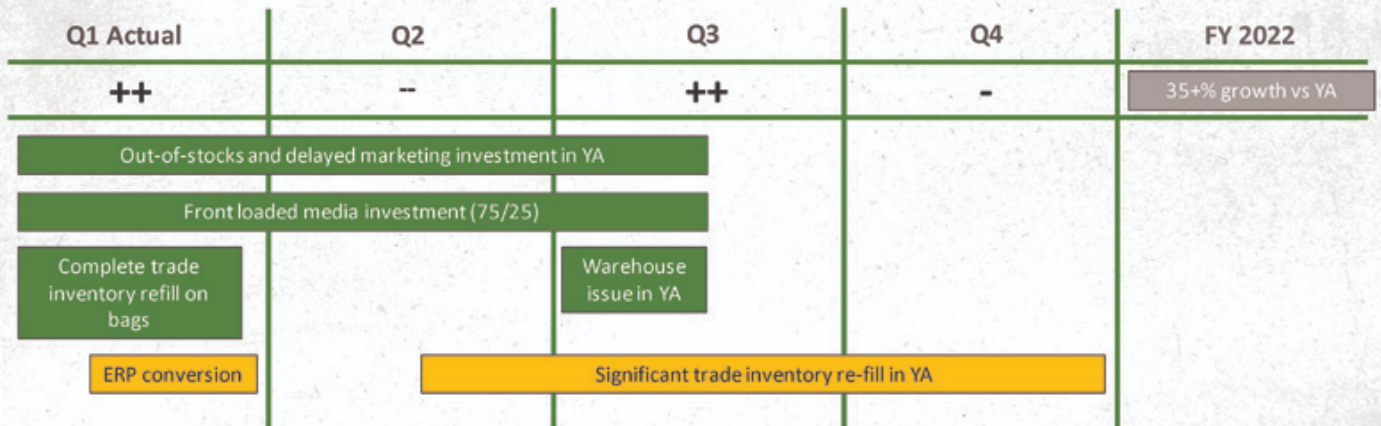 Q1 Actual Q2 Q3 Q4 FY 2022
++ -- ++ - 35+% growth vs YA
Out-of-stocks and delayed marketing investment in YA
Front loaded media investment (75/25)
Complete trade
inventory refill on
bags
Warehouse
issue in YA
ERP conversion
Significant trade inventory re-fill in YA